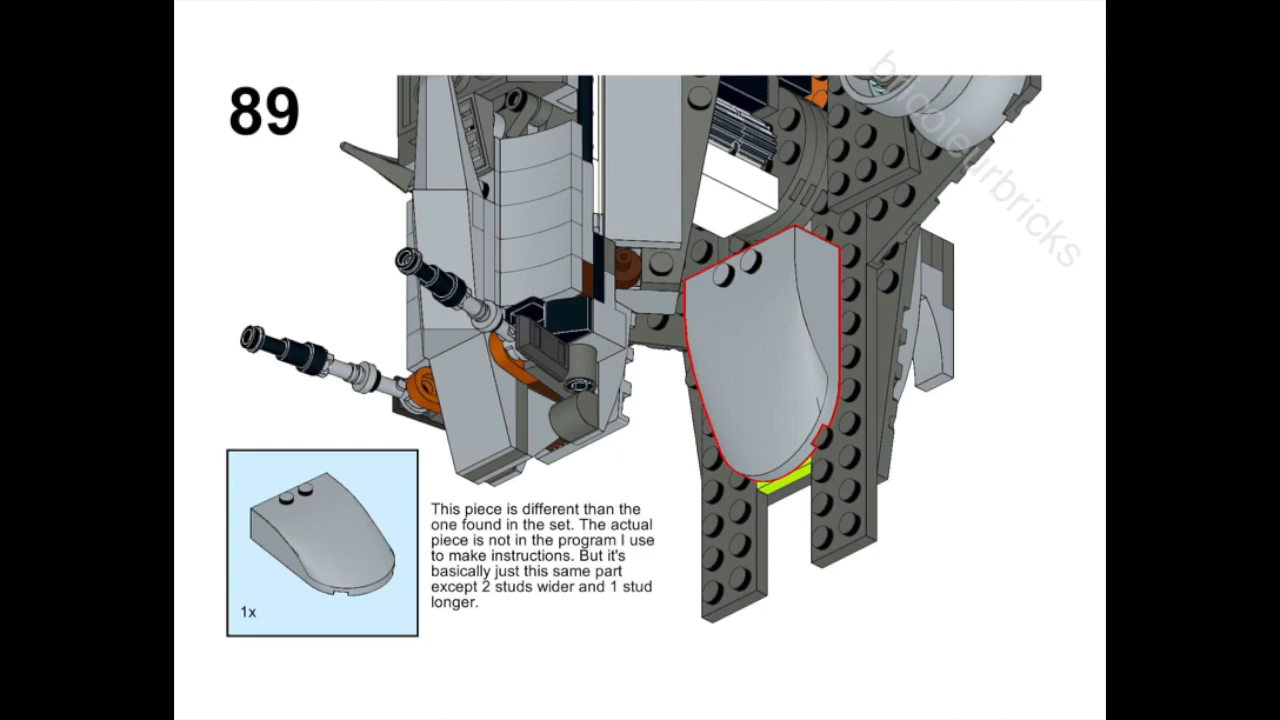 89
bricoleurbricks
This piece is different than the
one found in the set. The actual
piece is not in the program I use
to make instructions. But it's
basically just this same part
except 2 studs wider and 1 stud
longer.
1x